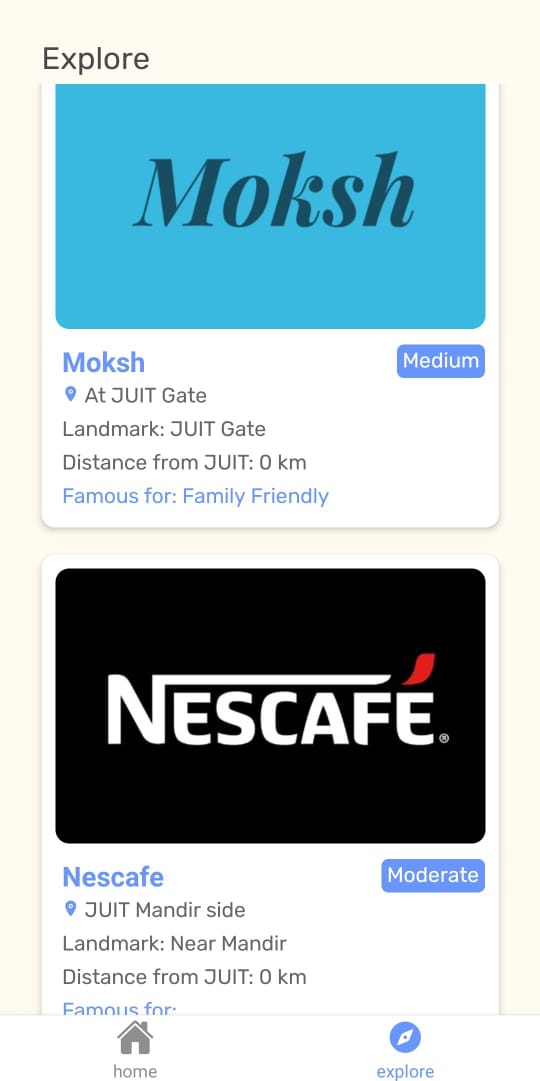 Explore
Moksh
Moksh
Medium
At JUIT Gate
Landmark: JUIT Gate
Distance from JUIT: 0 km
Famous for: Family Friendly
NESCAFÉ®
Nescafe
Moderate
JUIT Mandir side
Landmark: Near Mandir
Distance from JUIT: 0 km
Famous for:
home
explore